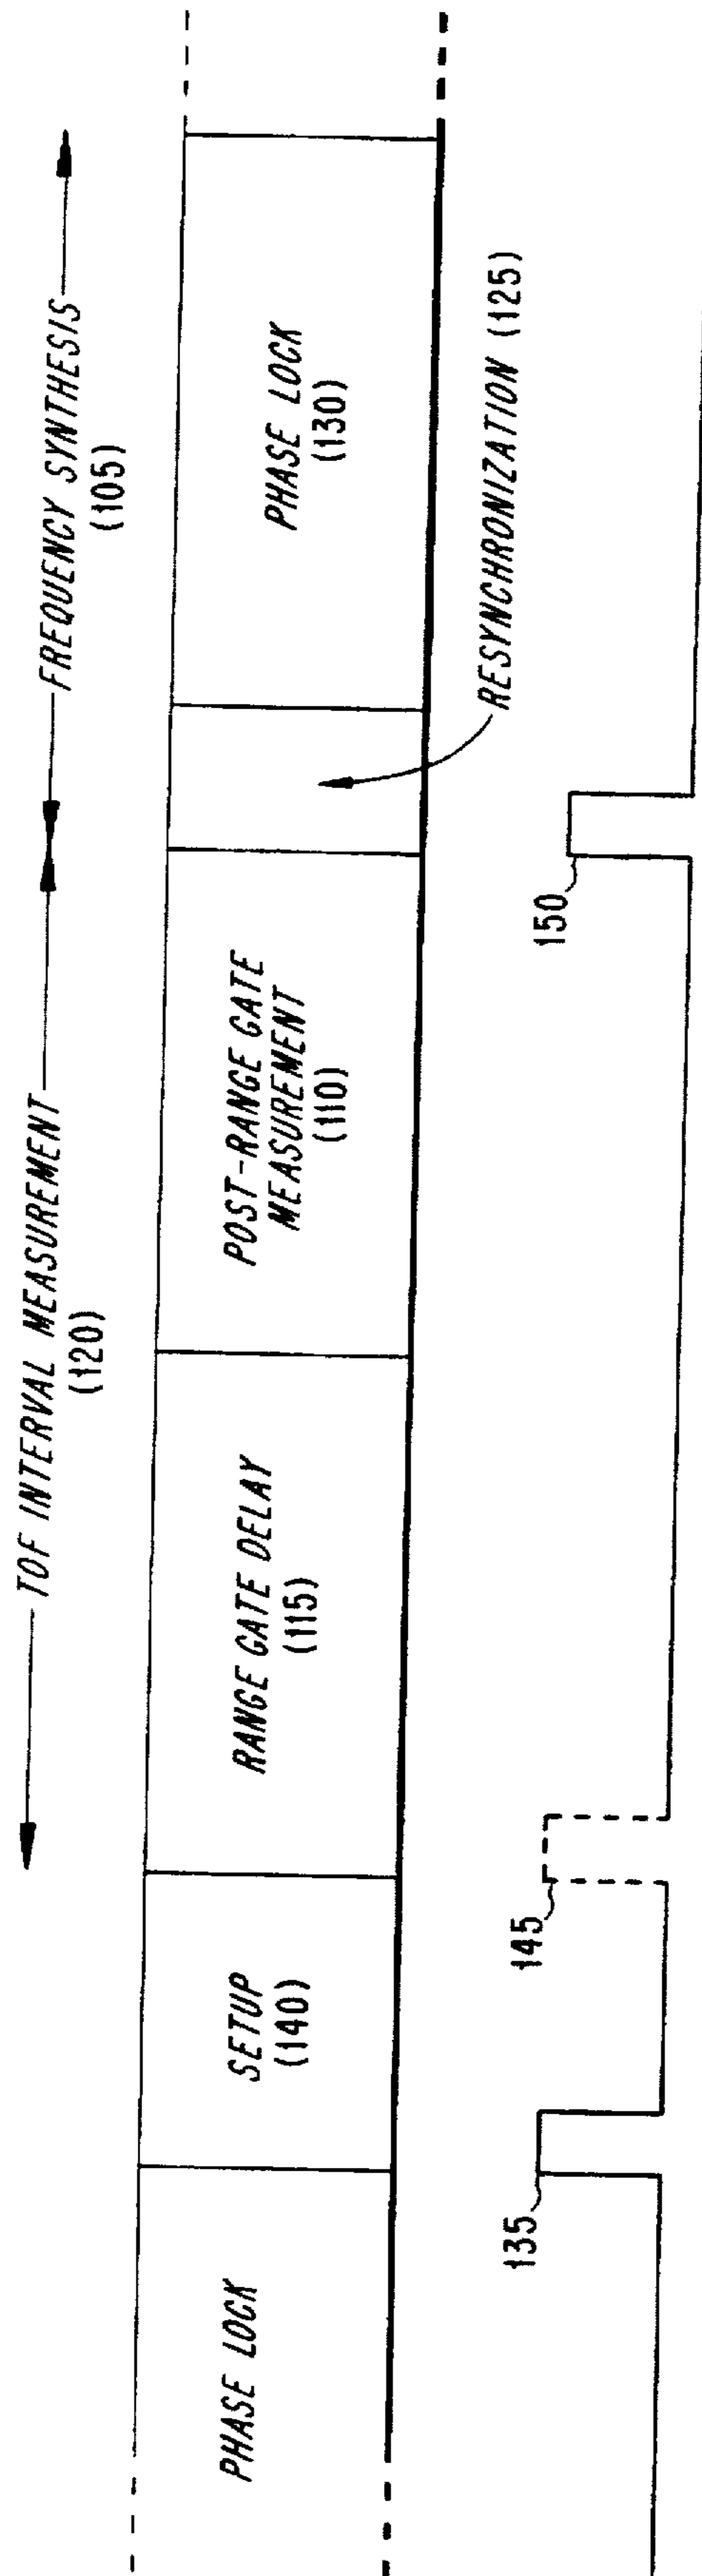 TOF INTERVAL MEASUREMENT
(120)
FREQUENCY SYNTHESIS
(105)
PHASE LOCK
SETUP
(140)
RANGE GATE DELAY
(115)
POST-RANGE GATE
MEASUREMENT
(110)
PHASE LOCK
(130)
RESYNCHRONIZATION (125)
135
145
150